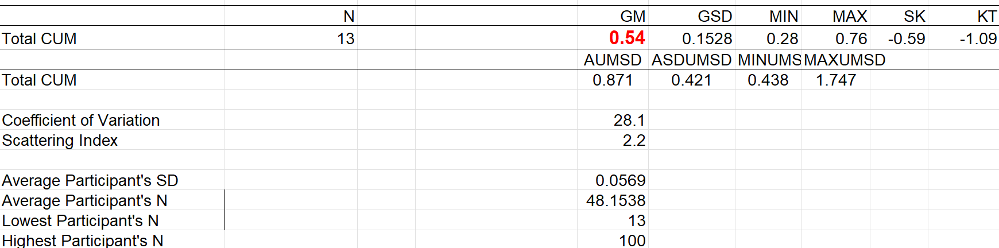 N GM GSD MIN MAX SK KT
Total CUM 13 0.54 0.1528 0.28 0.76 -0.59 -1.09
AUMSD ASDUMSD MINUMS MAXUMSD
Total CUM 0.871 0.421 0.438 1.747
Coefficient of Variation 28.1
Scattering Index 2.2
Average Participant's SD 0.0569
Average Participant's N 48.1538
Lowest Participant's N 13
Highest Participant's N 100